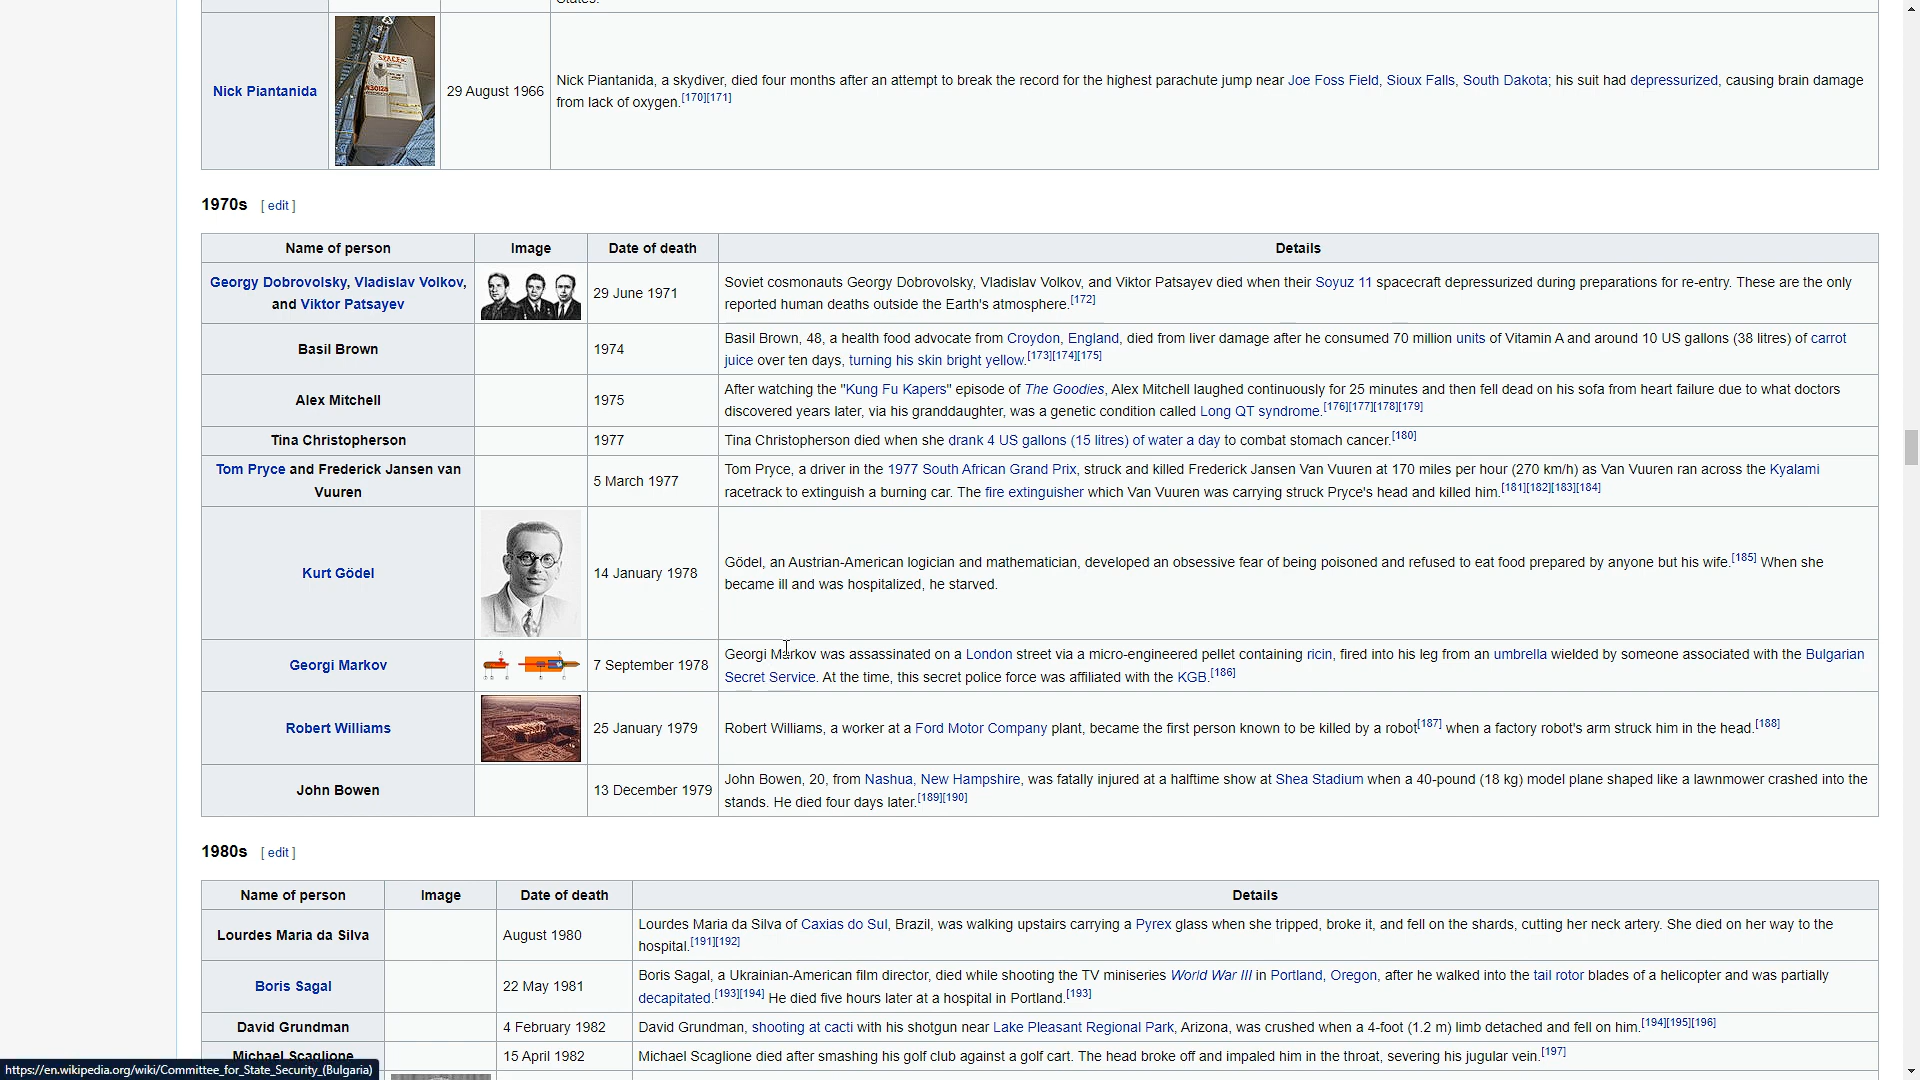 States.
Nick Piantanida
29 August 1966
Nick Piantanida, a skydiver, died four months after an attempt to break the record for the highest parachute jump near Joe Foss Field, Sioux Falls, South Dakota; his suit had depressurized, causing brain damage
from lack of oxygen.[170][171]
1970s [ edit ]
Name of person Image Date of death Details
Georgy Dobrovolsky, Vladislav Volkov,
and Viktor Patsayev
29 June 1971
Soviet cosmonauts Georgy Dobrovolsky, Vladislav Volkov, and Viktor Patsayev died when their Soyuz 11 spacecraft depressurized during preparations for re-entry. These are the only
reported human deaths outside the Earth's atmosphere.[172]
Basil Brown
1974
Basil Brown, 48, a health food advocate from Croydon, England, died from liver damage after he consumed 70 million units of Vitamin A and around 10 US gallons (38 litres) of carrot
juice over ten days, turning his skin bright yellow.[173][174][175]
Alex Mitchell
1975
After watching the "Kung Fu Kapers" episode of The Goodies, Alex Mitchell laughed continuously for 25 minutes and then fell dead on his sofa from heart failure due to what doctors
discovered years later, via his granddaughter, was a genetic condition called Long QT syndrome.[176][177][178][179]
Tina Christopherson
1977
Tina Christopherson died when she drank 4 US gallons (15 litres) of water a day to combat stomach cancer.[180]
Tom Pryce and Frederick Jansen van
Vuuren
5 March 1977
Tom Pryce, a driver in the 1977 South African Grand Prix, struck and killed Frederick Jansen Van Vuuren at 170 miles per hour (270 km/h) as Van Vuuren ran across the Kyalami
racetrack to extinguish a burning car. The fire extinguisher which Van Vuuren was carrying struck Pryce's head and killed him.[181][182][183][184]
Kurt Gödel
14 January 1978
Gödel, an Austrian-American logician and mathematician, developed an obsessive fear of being poisoned and refused to eat food prepared by anyone but his wife.[185] When she
became ill and was hospitalized, he starved.
Georgi Markov
7 September 1978
Georgi Markov was assassinated on a London street via a micro-engineered pellet containing ricin, fired into his leg from an umbrella wielded by someone associated with the Bulgarian
Secret Service. At the time, this secret police force was affiliated with the KGB.[186]
Robert Williams
25 January 1979
Robert Williams, a worker at a Ford Motor Company plant, became the first person known to be killed by a robot[187] when a factory robot's arm struck him in the head.[188]
John Bowen
13 December 1979
John Bowen, 20, from Nashua, New Hampshire, was fatally injured at a halftime show at Shea Stadium when a 40-pound (18 kg) model plane shaped like a lawnmower crashed into the
stands. He died four days later.[189][190]
1980s [ edit ]
Name of person Image Date of death Details
Lourdes Maria da Silva
August 1980
Lourdes Maria da Silva of Caxias do Sul, Brazil, was walking upstairs carrying a Pyrex glass when she tripped, broke it, and fell on the shards, cutting her neck artery. She died on her way to the
hospital.[191][192]
Boris Sagal
22 May 1981
Boris Sagal, a Ukrainian-American film director, died while shooting the TV miniseries World War III in Portland, Oregon, after he walked into the tail rotor blades of a helicopter and was partially
decapitated.[193][194] He died five hours later at a hospital in Portland.[193]
David Grundman
4 February 1982
David Grundman, shooting at cacti with his shotgun near Lake Pleasant Regional Park, Arizona, was crushed when a 4-foot (1.2 m) limb detached and fell on him.[194][195][196]
Michael Scaglione
15 April 1982
Michael Scaglione died after smashing his golf club against a golf cart. The head broke off and impaled him in the throat, severing his jugular vein.[197]
https://en.wikipedia.org/wiki/Committee_for_State_Security_(Bulgaria)